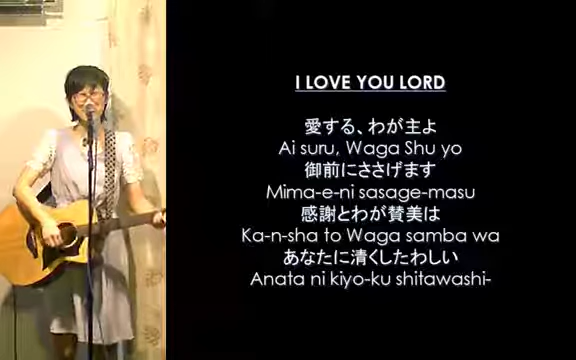 I LOVE YOU LORD
愛する、わが主よ
Ai suru, Waga Shu yo
御前にささげます
Mima-e-ni sasage-masu
感謝とわが賛美は
Ka-n-sha to Waga samba wa
あなたに清くしたわしい
Anata ni kiyo-ku shitawashi-